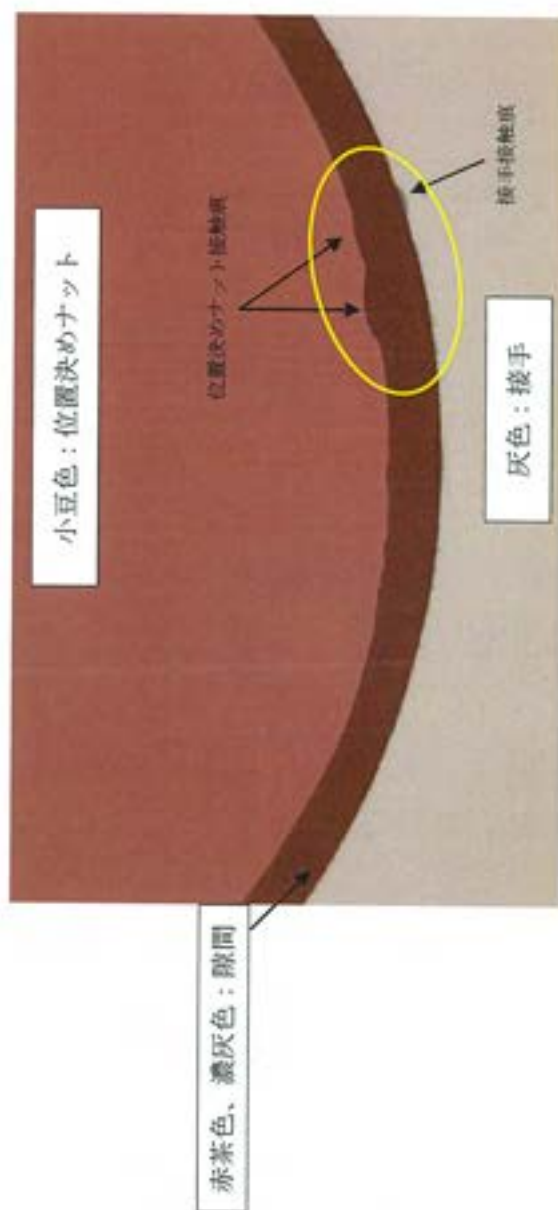 小豆色：位置決めナット
位置決めナット接触痕
接手接触痕
灰色：接手
赤茶色、濃灰色：隙間